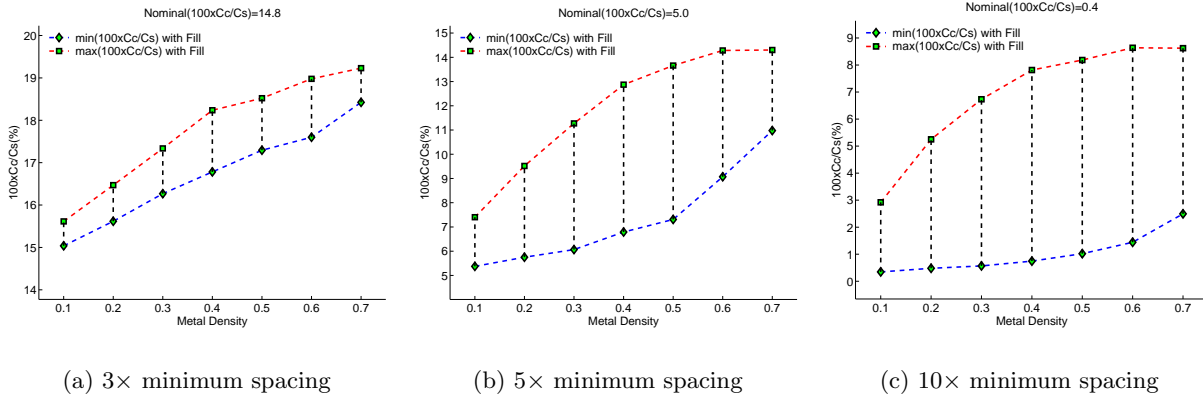 Nominal(100xCc/Cs)=14.8
min(100xCc/Cs) with Fill
max(100xCc/Cs) with Fill
100xCc/Cs(%)
20
19
18
17
16
15
14
0.1 0.2 0.3 0.4 0.5 0.6 0.7
Metal Density
(a) 3× minimum spacing
Nominal(100xCc/Cs)=5.0
min(100xCc/Cs) with Fill
max(100xCc/Cs) with Fill
100xCc/Cs(%)
15
14
13
12
11
10
9
8
7
6
5
0.1 0.2 0.3 0.4 0.5 0.6 0.7
Metal Density
(b) 5× minimum spacing
Nominal(100xCc/Cs)=0.4
min(100xCc/Cs) with Fill
max(100xCc/Cs) with Fill
100xCc/Cs(%)
9
8
7
6
5
4
3
2
1
0
0.1 0.2 0.3 0.4 0.5 0.6 0.7
Metal Density
(c) 10× minimum spacing